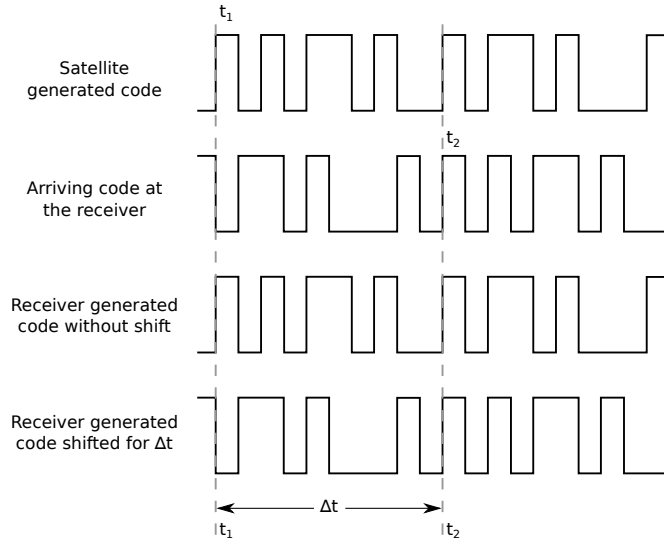 t₁
Satellite
generated code
t₂
Arriving code at
the receiver
Receiver generated
code without shift
Receiver generated
code shifted for Δt
Δt
t₁
t₂